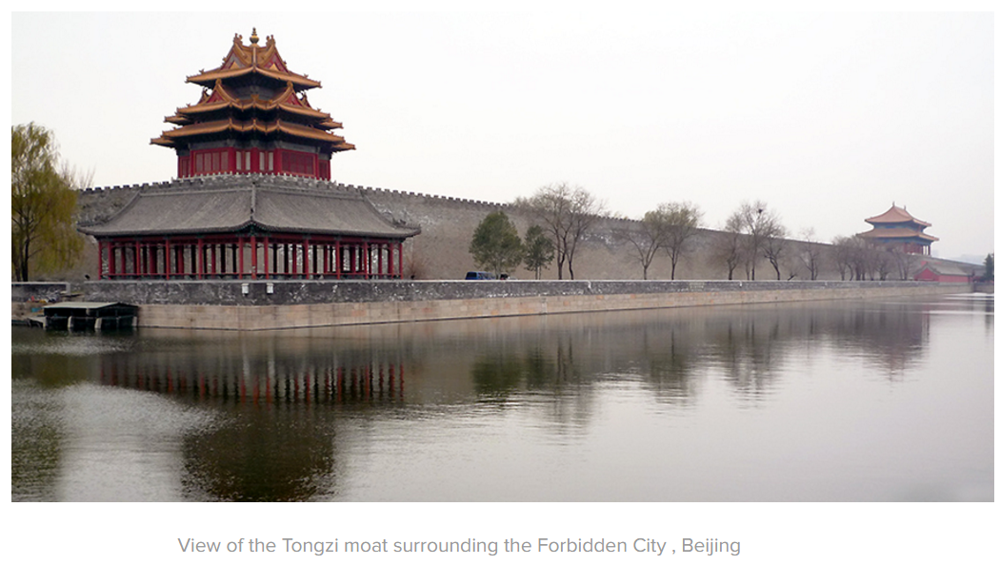 View of the Tongzi moat surrounding the Forbidden City , Beijing